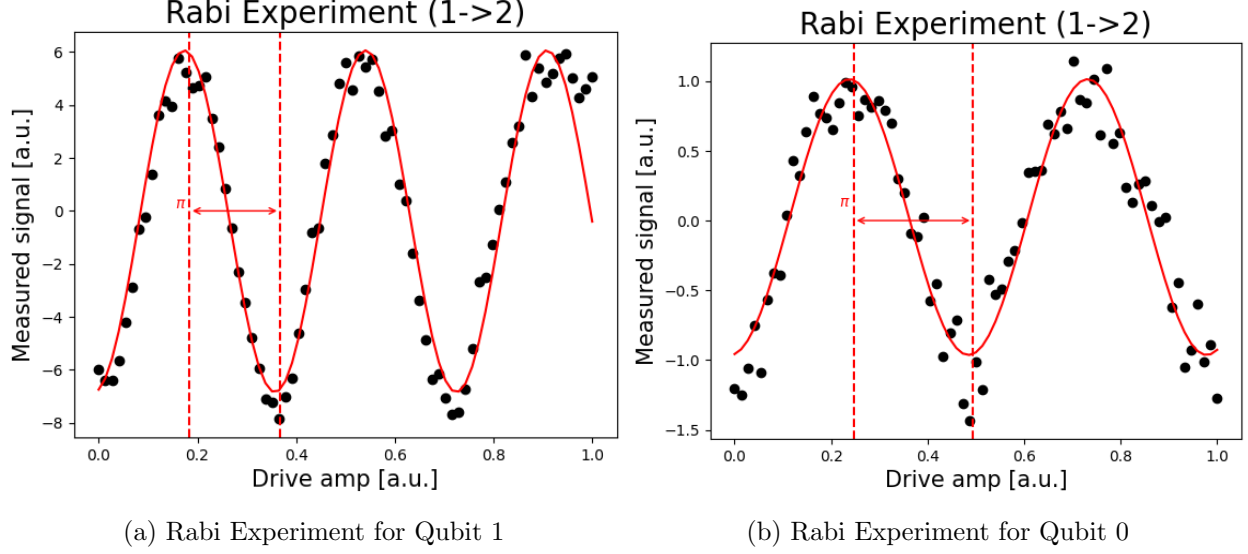 Rabi Experiment (1->2)
Measured signal [a.u.]
6
4
2
0
−2
−4
−6
−8
π
0.0 0.2 0.4 0.6 0.8 1.0
Drive amp [a.u.]
(a) Rabi Experiment for Qubit 1
Rabi Experiment (1->2)
Measured signal [a.u.]
1.0
0.5
0.0
−0.5
−1.0
−1.5
π
0.0 0.2 0.4 0.6 0.8 1.0
Drive amp [a.u.]
(b) Rabi Experiment for Qubit 0